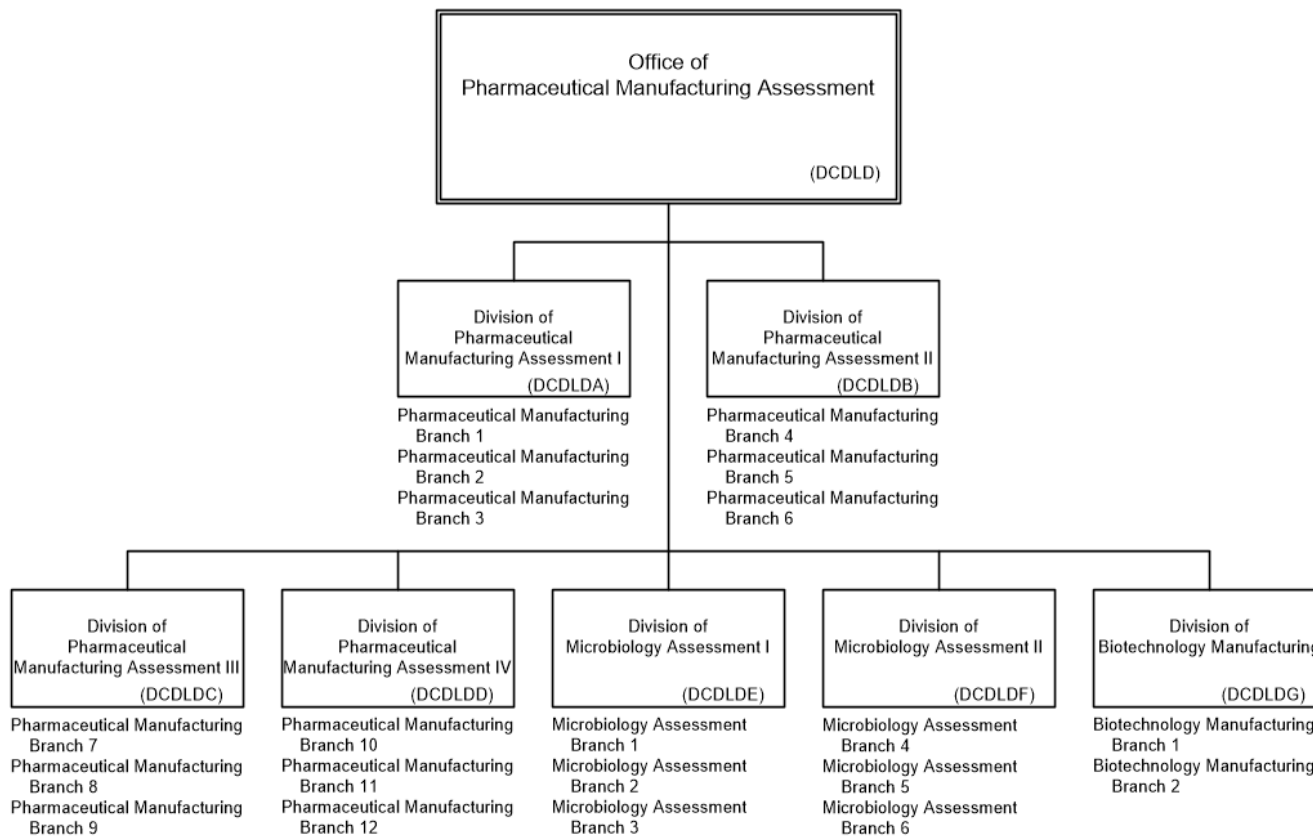 Office of
Pharmaceutical Manufacturing Assessment
(DCDLD)
Division of
Pharmaceutical
Manufacturing Assessment I
(DCDLDA)
Pharmaceutical Manufacturing
Branch 1
Pharmaceutical Manufacturing
Branch 2
Pharmaceutical Manufacturing
Branch 3
Division of
Pharmaceutical
Manufacturing Assessment II
(DCDLDB)
Pharmaceutical Manufacturing
Branch 4
Pharmaceutical Manufacturing
Branch 5
Pharmaceutical Manufacturing
Branch 6
Division of
Pharmaceutical
Manufacturing Assessment III
(DCDLDC)
Pharmaceutical Manufacturing
Branch 7
Pharmaceutical Manufacturing
Branch 8
Pharmaceutical Manufacturing
Branch 9
Division of
Pharmaceutical
Manufacturing Assessment IV
(DCDLDD)
Pharmaceutical Manufacturing
Branch 10
Pharmaceutical Manufacturing
Branch 11
Pharmaceutical Manufacturing
Branch 12
Division of
Microbiology Assessment I
(DCDLDE)
Microbiology Assessment
Branch 1
Microbiology Assessment
Branch 2
Microbiology Assessment
Branch 3
Division of
Microbiology Assessment II
(DCDLDF)
Microbiology Assessment
Branch 4
Microbiology Assessment
Branch 5
Microbiology Assessment
Branch 6
Division of
Biotechnology Manufacturing
(DCDLDG)
Biotechnology Manufacturing
Branch 1
Biotechnology Manufacturing
Branch 2